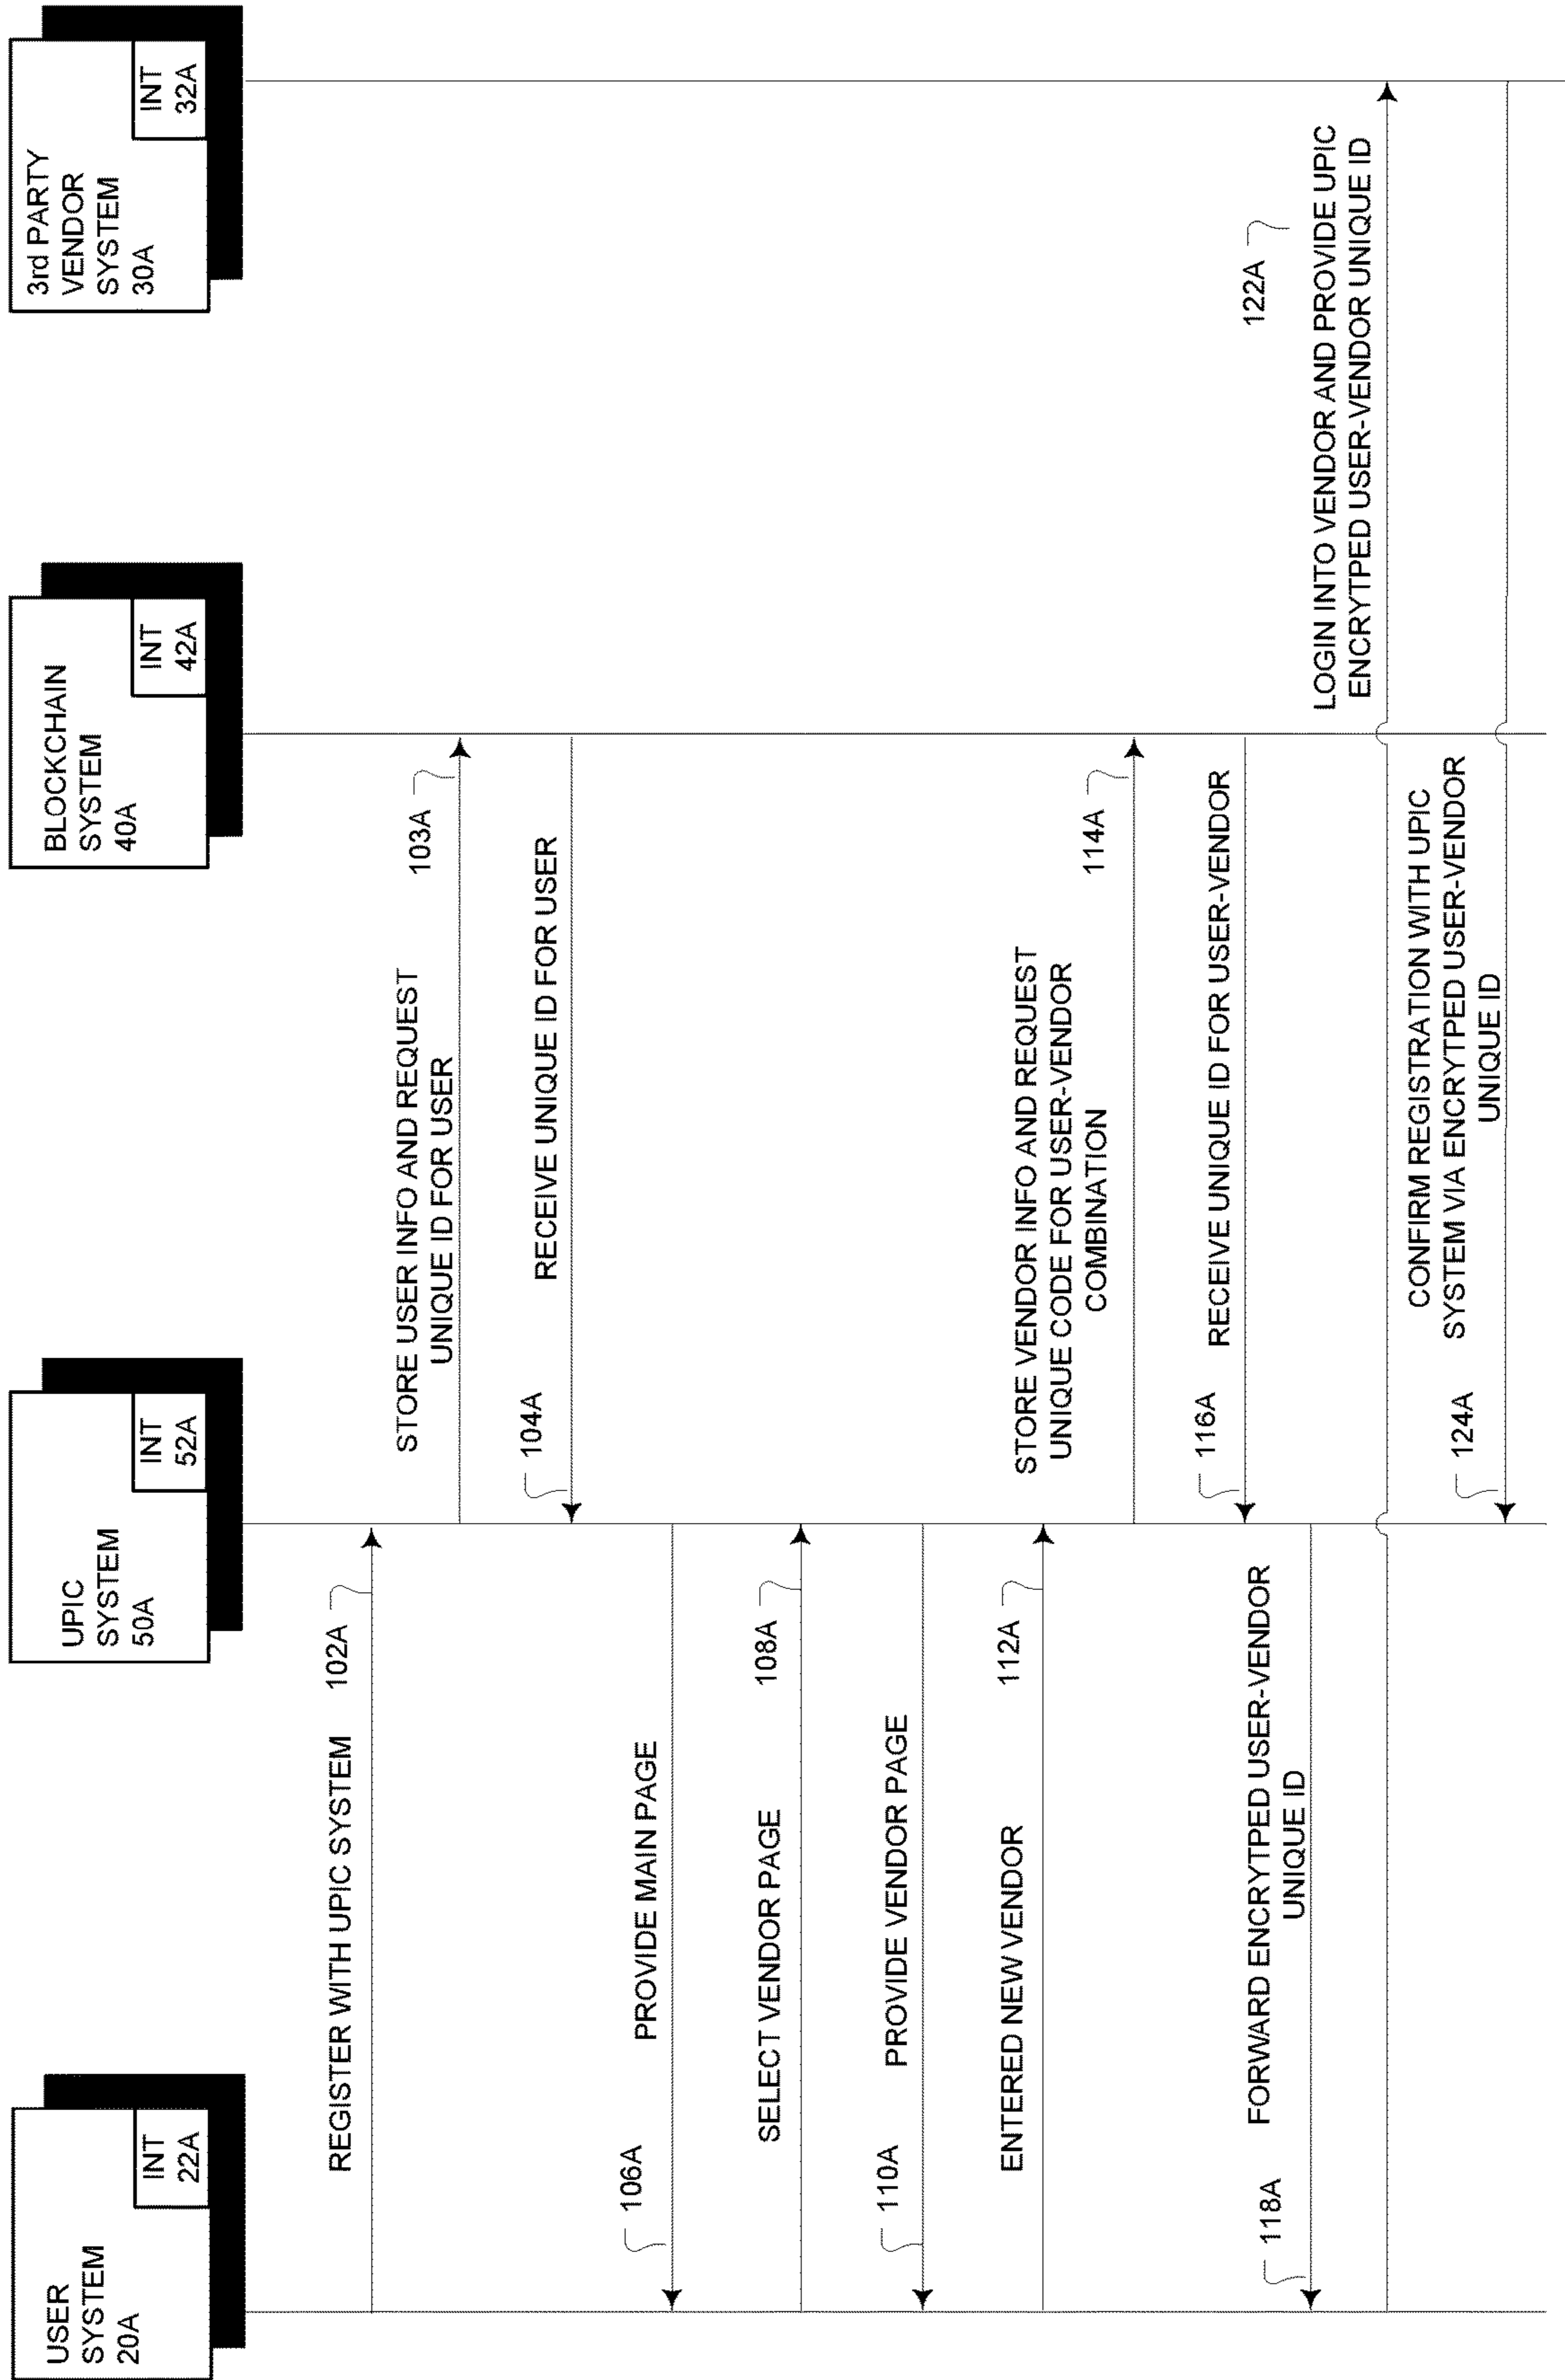 USER
SYSTEM
20A
INT
22A
UPIC
SYSTEM
50A
INT
52A
BLOCKCHAIN
SYSTEM
40A
INT
42A
3rd PARTY
VENDOR
SYSTEM
30A
INT
32A
REGISTER WITH UPIC SYSTEM
102A
STORE USER INFO AND REQUEST
UNIQUE ID FOR USER
103A
104A
RECEIVE UNIQUE ID FOR USER
106A
PROVIDE MAIN PAGE
SELECT VENDOR PAGE
108A
110A
PROVIDE VENDOR PAGE
ENTERED NEW VENDOR
112A
STORE VENDOR INFO AND REQUEST
UNIQUE CODE FOR USER-VENDOR
COMBINATION
114A
116A
RECEIVE UNIQUE ID FOR USER-VENDOR
118A
FORWARD ENCRYTPED USER-VENDOR
UNIQUE ID
122A
LOGIN INTO VENDOR AND PROVIDE UPIC
ENCRYTPED USER-VENDOR UNIQUE ID
124A
CONFIRM REGISTRATION WITH UPIC
SYSTEM VIA ENCRYTPED USER-VENDOR
UNIQUE ID